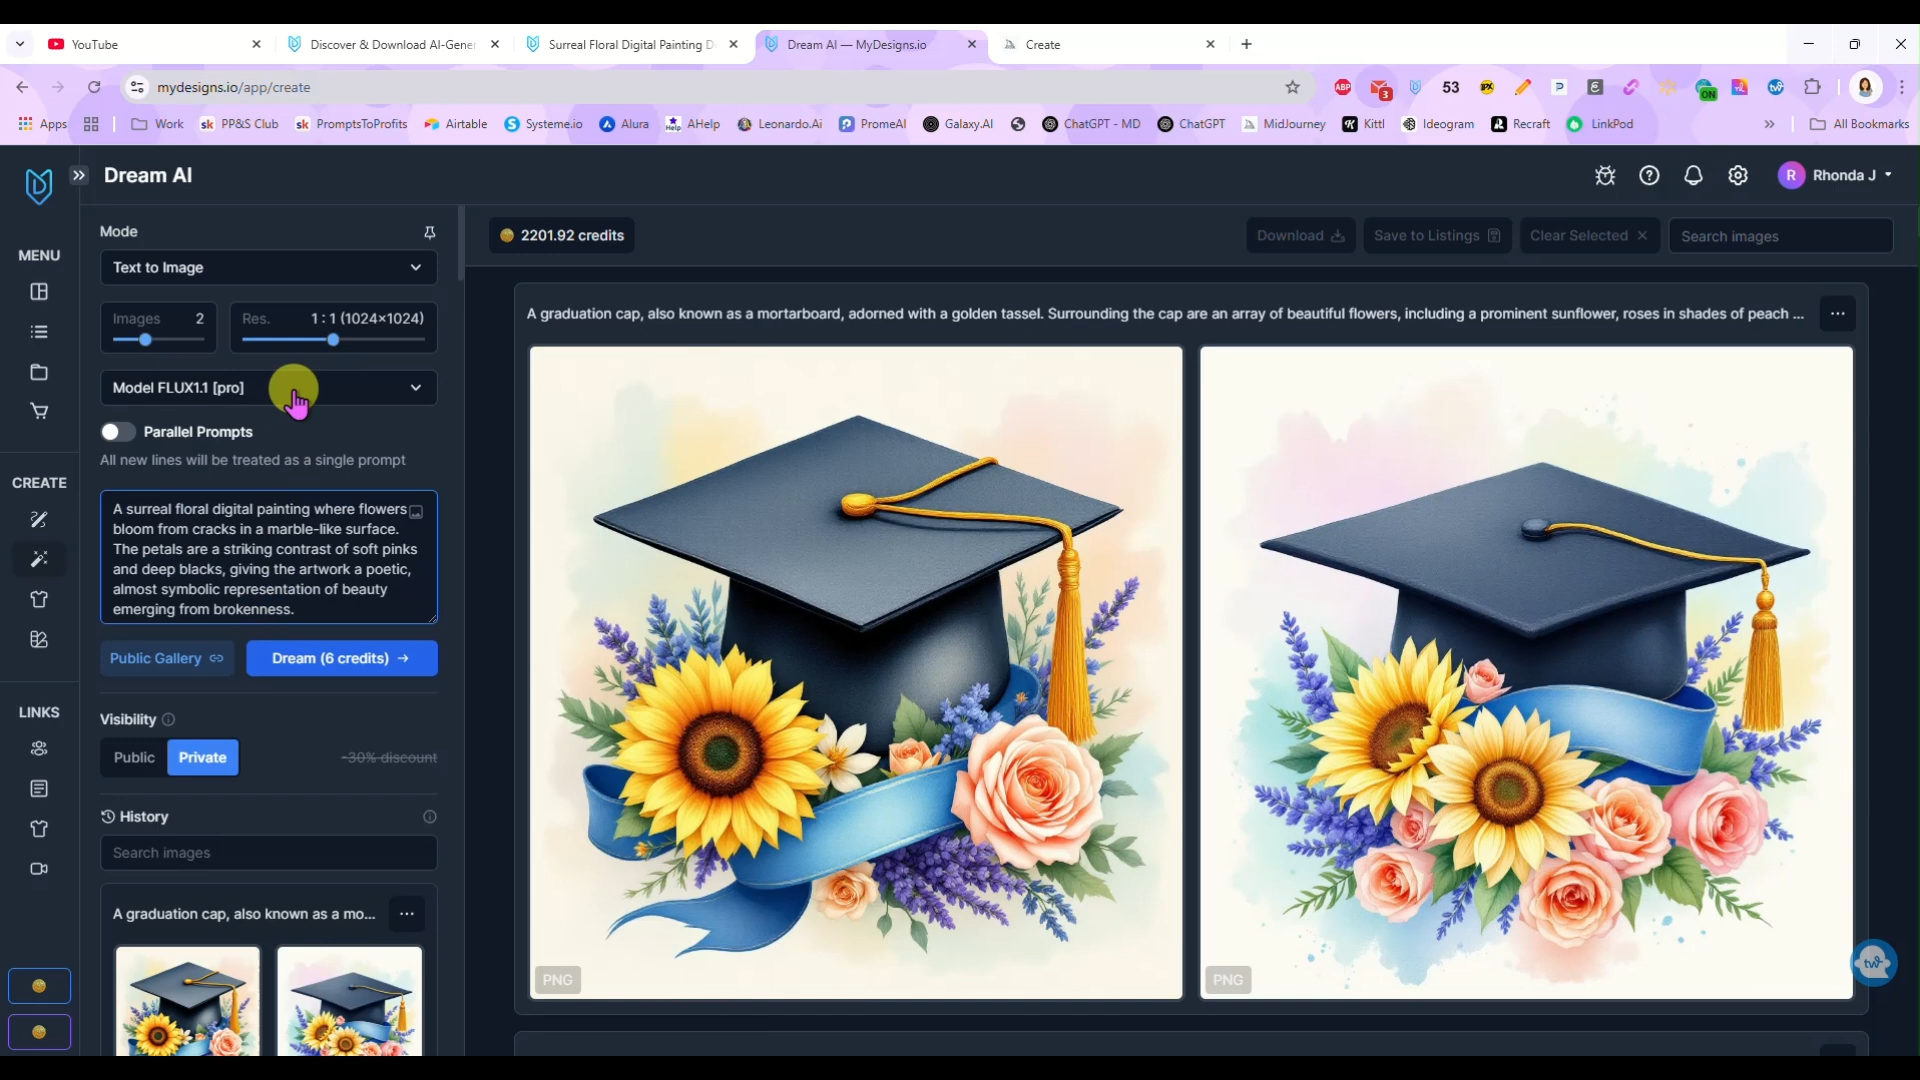 YouTube
Discover & Download AI-Gene
Surreal Floral Digital Painting D
Dream AI — MyDesigns.io
Create
mydesigns.io/app/create
ABP
3
53
ON
Apps
Work
sk PP&S Club
sk PromptsToProfits
Airtable
Systeme.io
Alura
Help AHelp
Leonardo.Ai
PromeAI
Galaxy.AI
ChatGPT - MD
ChatGPT
MidJourney
Kittl
Ideogram
Recraft
LinkPod
All Bookmarks
Dream AI
R Rhonda J
MENU
CREATE
LINKS
Mode
Text to Image
Images 2
Res. 1:1 (1024×1024)
Model FLUX1.1 [pro]
Parallel Prompts
All new lines will be treated as a single prompt
A surreal floral digital painting where flowers
bloom from cracks in a marble-like surface.
The petals are a striking contrast of soft pinks
and deep blacks, giving the artwork a poetic,
almost symbolic representation of beauty
emerging from brokenness.
Public Gallery
Dream (6 credits) →
Visibility
Public
Private
-30% discount
History
Search images
A graduation cap, also known as a mo...
2201.92 credits
Download
Save to Listings
Clear Selected ×
Search images
A graduation cap, also known as a mortarboard, adorned with a golden tassel. Surrounding the cap are an array of beautiful flowers, including a prominent sunflower, roses in shades of peach ...
PNG
PNG
tw